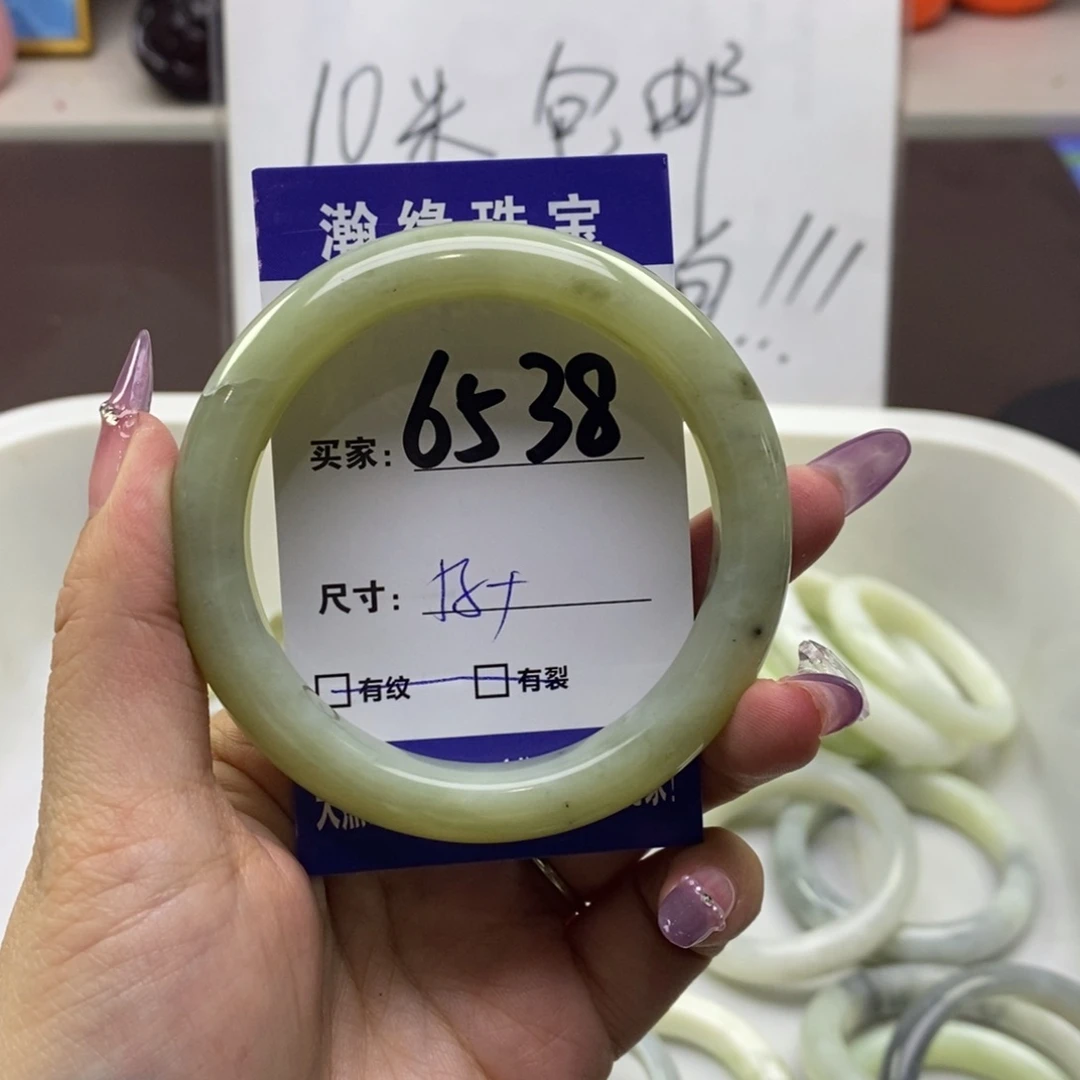 10米 包邮
瀚缘珠宝
买家: 6538
尺寸:
有纹 有裂